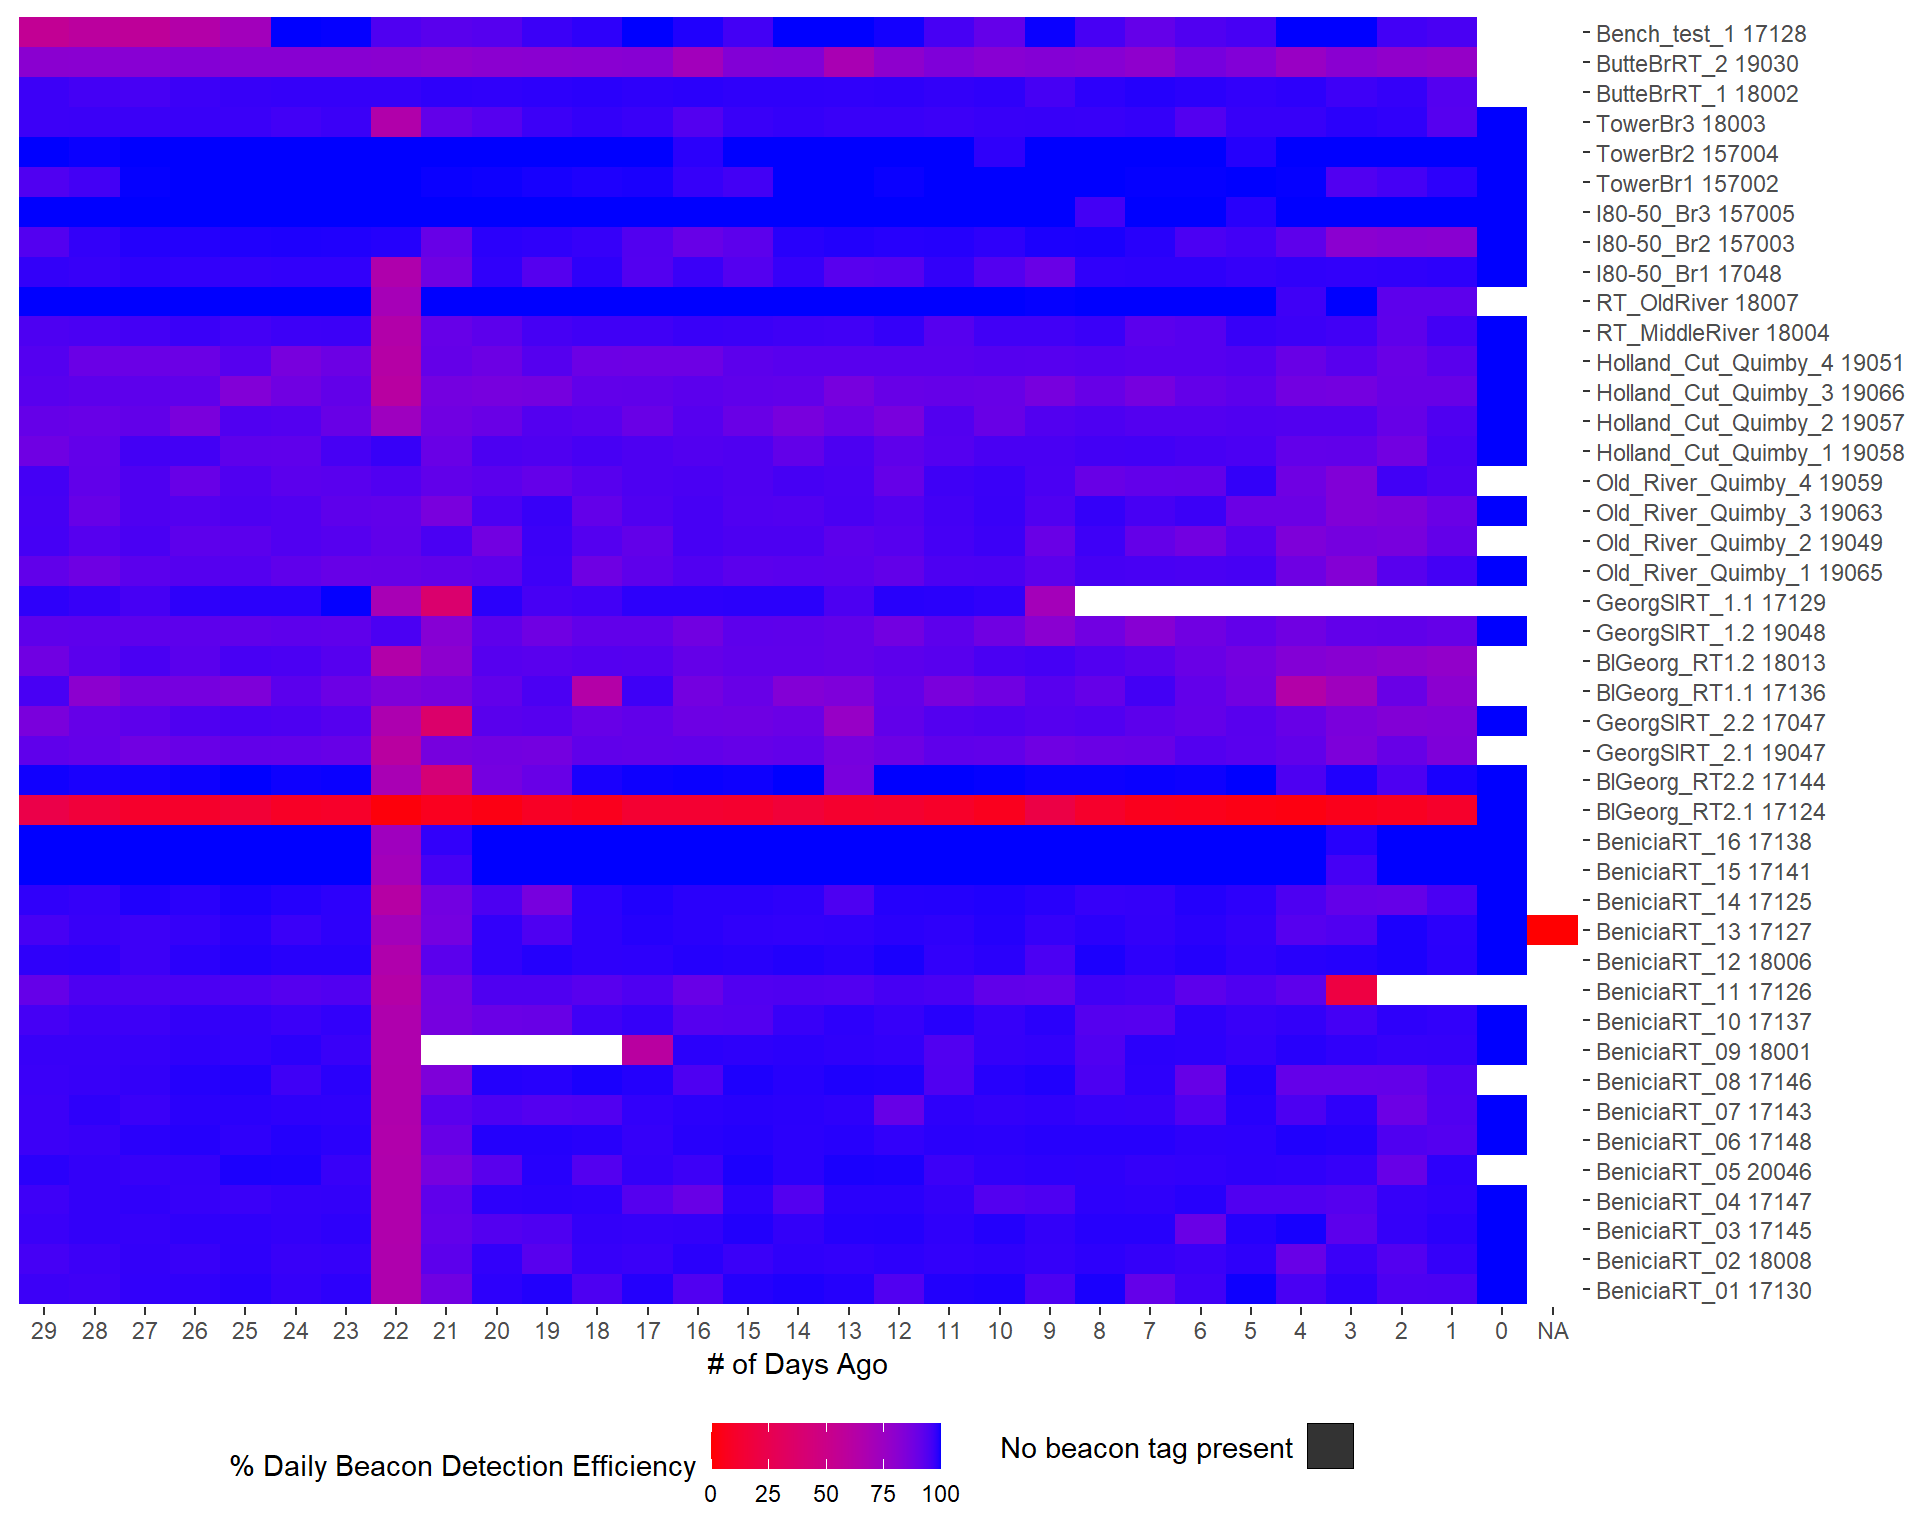 Bench_test_1 17128
ButteBrRT_2 19030
ButteBrRT_1 18002
TowerBr3 18003
TowerBr2 157004
TowerBr1 157002
I80-50_Br3 157005
I80-50_Br2 157003
I80-50_Br1 17048
RT_OldRiver 18007
RT_MiddleRiver 18004
Holland_Cut_Quimby_4 19051
Holland_Cut_Quimby_3 19066
Holland_Cut_Quimby_2 19057
Holland_Cut_Quimby_1 19058
Old_River_Quimby_4 19059
Old_River_Quimby_3 19063
Old_River_Quimby_2 19049
Old_River_Quimby_1 19065
GeorgSlRT_1.1 17129
GeorgSlRT_1.2 19048
BlGeorg_RT1.2 18013
BlGeorg_RT1.1 17136
GeorgSlRT_2.2 17047
GeorgSlRT_2.1 19047
BlGeorg_RT2.2 17144
BlGeorg_RT2.1 17124
BeniciaRT_16 17138
BeniciaRT_15 17141
BeniciaRT_14 17125
BeniciaRT_13 17127
BeniciaRT_12 18006
BeniciaRT_11 17126
BeniciaRT_10 17137
BeniciaRT_09 18001
BeniciaRT_08 17146
BeniciaRT_07 17143
BeniciaRT_06 17148
BeniciaRT_05 20046
BeniciaRT_04 17147
BeniciaRT_03 17145
BeniciaRT_02 18008
BeniciaRT_01 17130
29 28 27 26 25 24 23 22 21 20 19 18 17 16 15 14 13 12 11 10 9 8 7 6 5 4 3 2 1 0 NA
# of Days Ago
% Daily Beacon Detection Efficiency
0 25 50 75 100
No beacon tag present